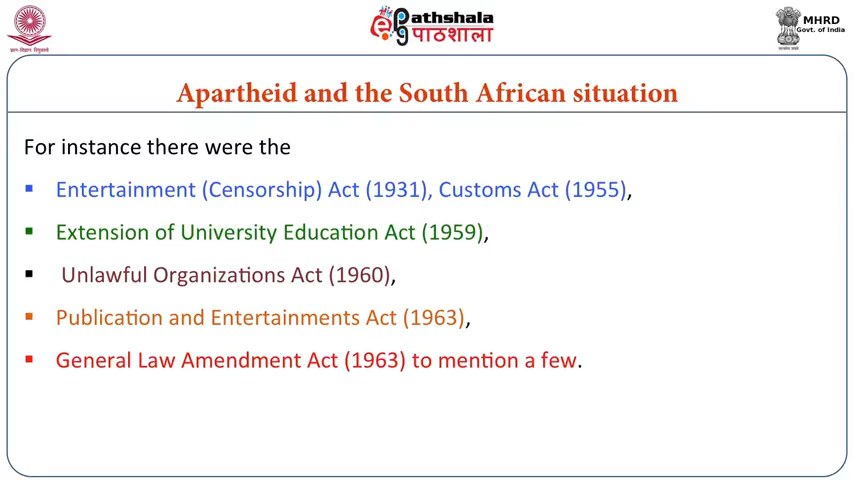 ePathshala
पाठशाला
MHRD
Govt. of India
Apartheid and the South African situation
For instance there were the
▪ Entertainment (Censorship) Act (1931), Customs Act (1955),
▪ Extension of University Education Act (1959),
▪ Unlawful Organizations Act (1960),
▪ Publication and Entertainments Act (1963),
▪ General Law Amendment Act (1963) to mention a few.